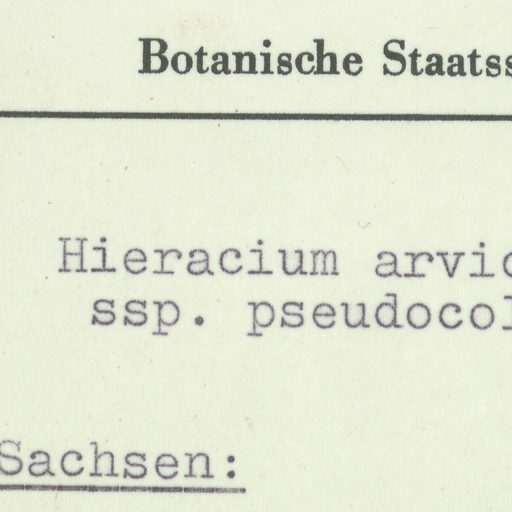 Botanische Staatss
Hieracium arvic
ssp. pseudocol
Sachsen: